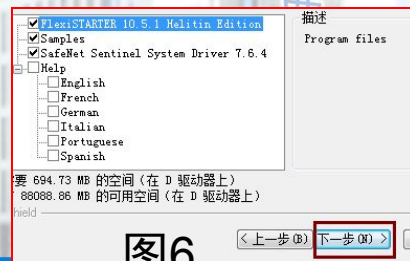 描述
FlexiSTARTER 10.5.1 Helitin Edition
Program files
Samples
SafeNet Sentinel System Driver 7.6.4
Help
English
French
German
Italian
Portuguese
Spanish
要 694.73 MB 的空间（在 D 驱动器上）
88088.86 MB 的可用空间（在 D 驱动器上）
hield
<上一步(B) 下一步(N) >
图6